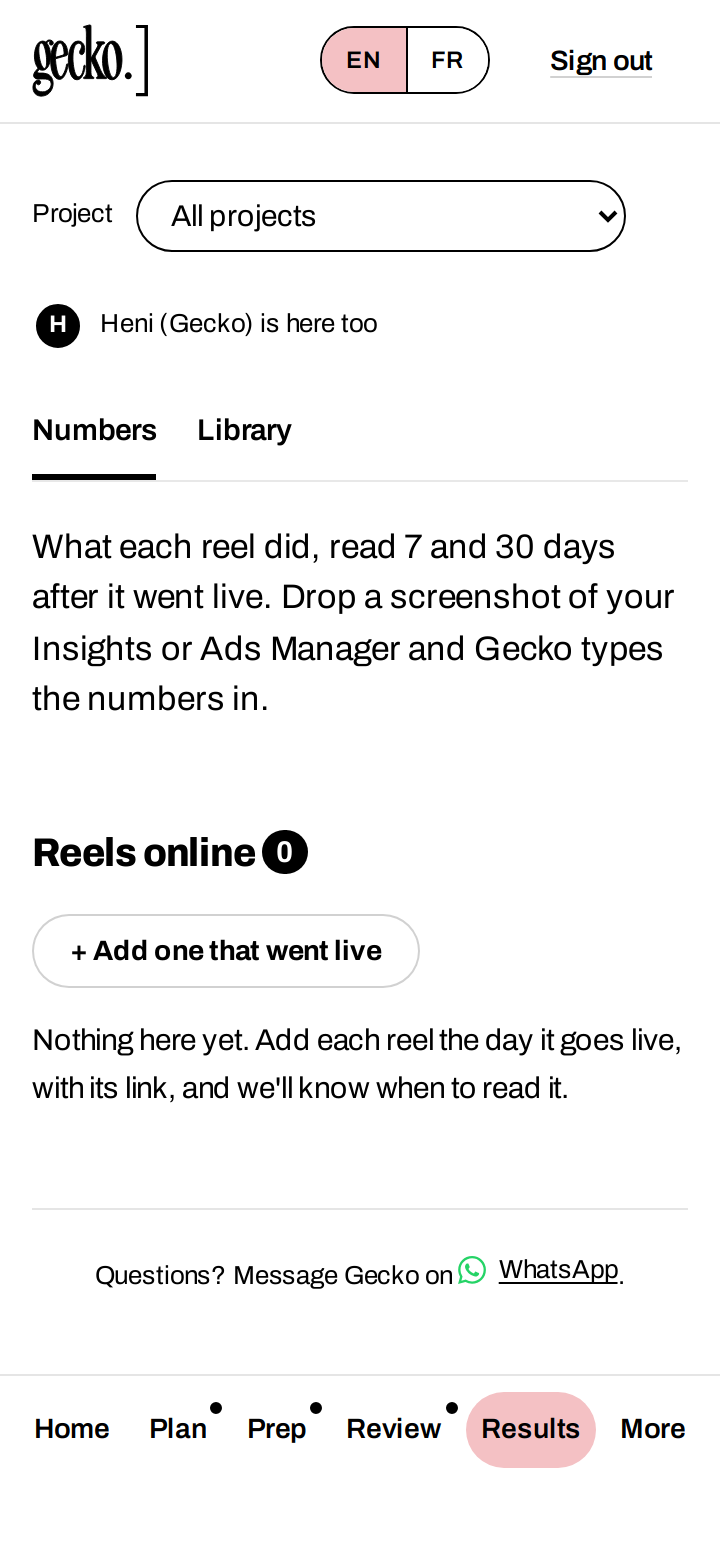 gecko.]
EN FR
Sign out
Project
All projects
H
Heni (Gecko) is here too
Numbers
Library
What each reel did, read 7 and 30 days
after it went live. Drop a screenshot of your
Insights or Ads Manager and Gecko types
the numbers in.
Reels online 0
+ Add one that went live
Nothing here yet. Add each reel the day it goes live,
with its link, and we'll know when to read it.
Questions? Message Gecko on WhatsApp.
Home Plan Prep Review Results More